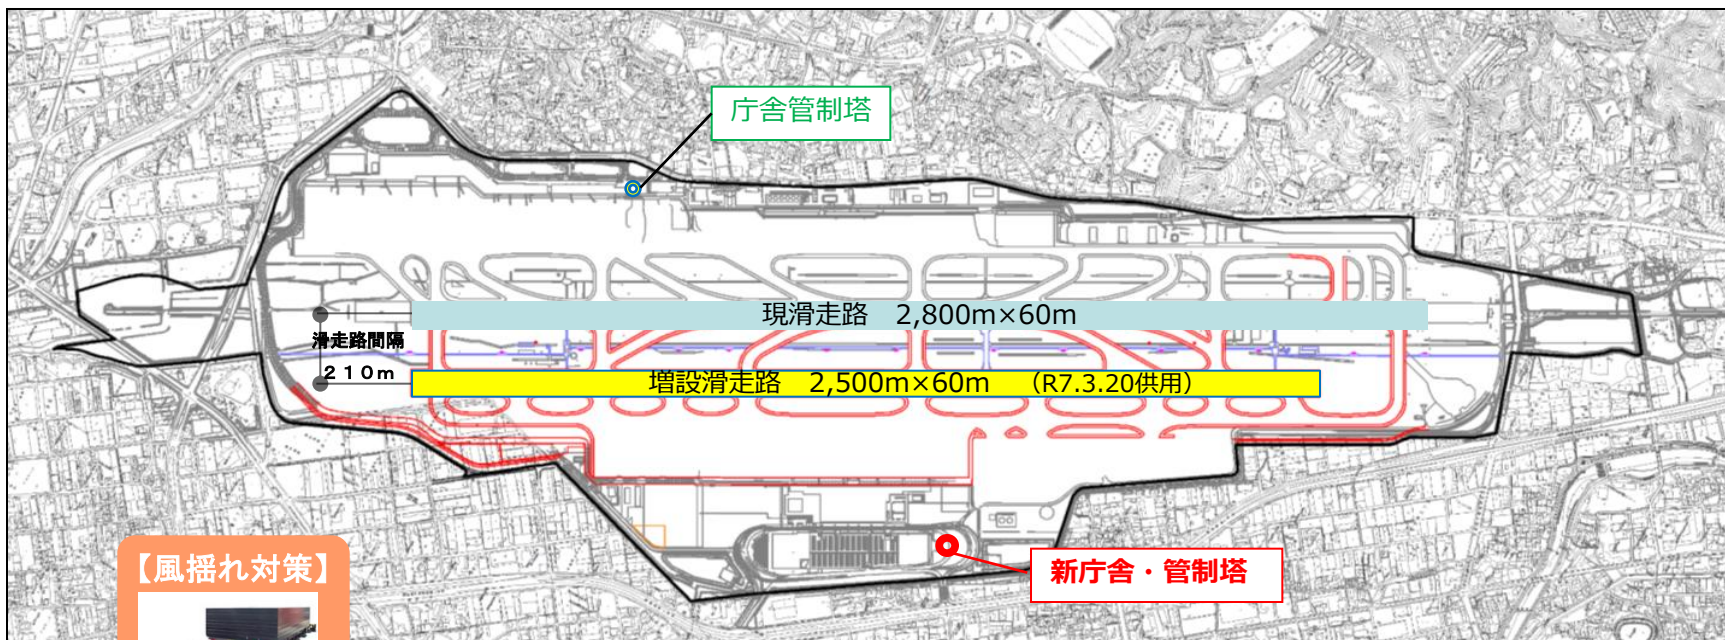 庁舎管制塔
現滑走路 2,800m×60m
滑走路間隔
210m
増設滑走路 2,500m×60m (R7.3.20供用)
新庁舎・管制塔
【風揺れ対策】